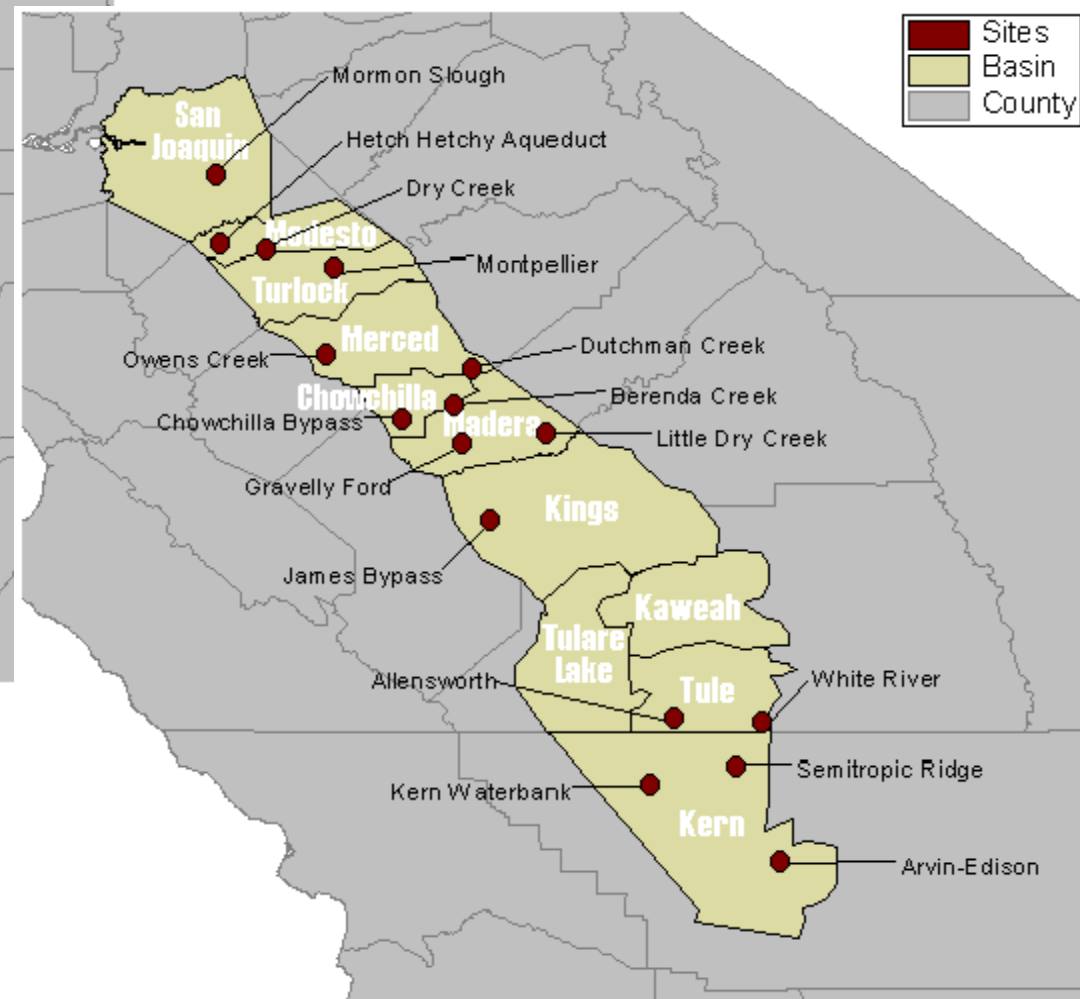 Sites
Basin
County
Mormon Slough
San
Joaquin
Hetch Hetchy Aqueduct
Dry Creek
Modesto
Montpellier
Turlock
Merced
Dutchman Creek
Owens Creek
Chowchilla
Berenda Creek
Chowchilla Bypass
Madera
Little Dry Creek
Gravelly Ford
Kings
James Bypass
Kaweah
Tulare
Lake
Allensworth
Tule
White River
Semitropic Ridge
Kern Waterbank
Kern
Arvin-Edison